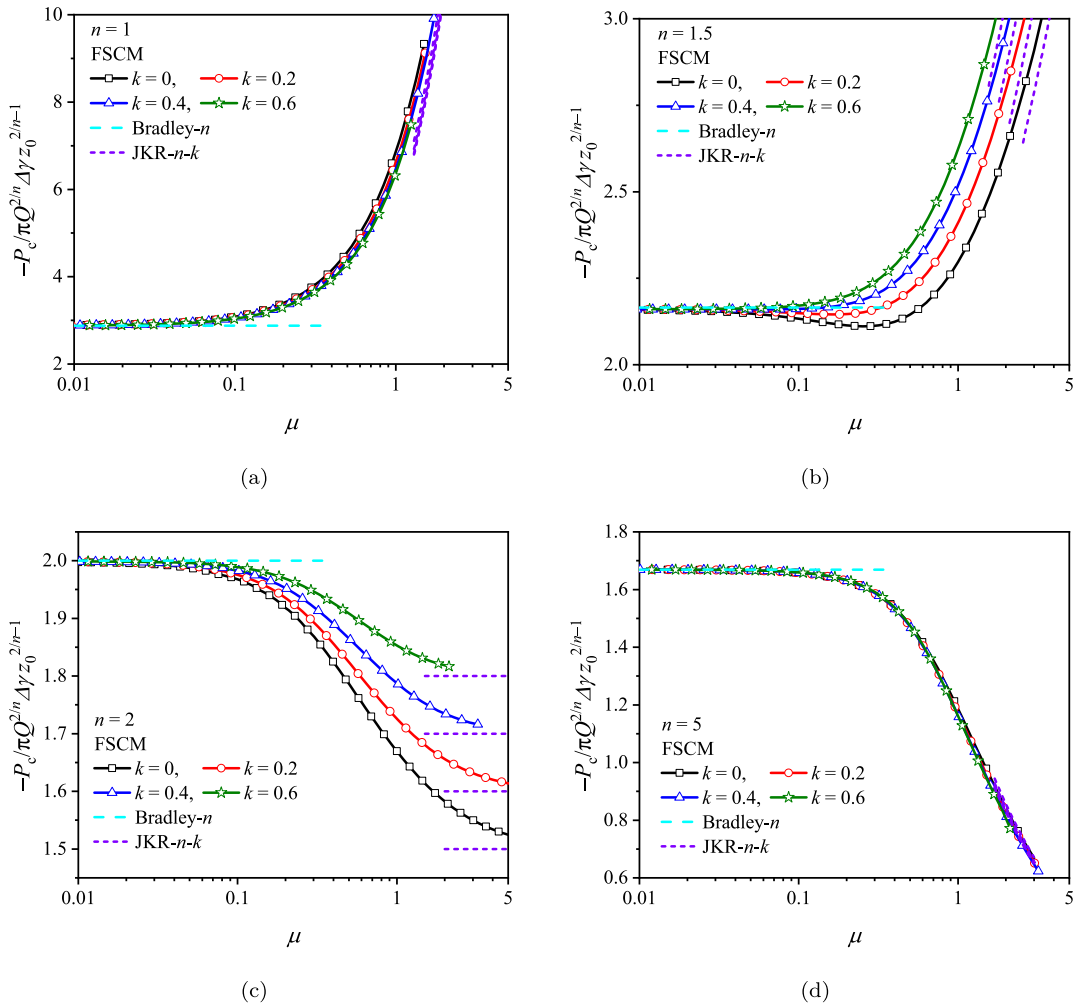 10
8
6
4
2
n = 1
FSCM
k = 0, k = 0.2
k = 0.4, k = 0.6
Bradley-n
JKR-n-k
−P_c/πQ^{2/n}Δγz_0^{2/n−1}
0.01 0.1 1 5
μ
(a)
3.0
2.5
2.0
n = 1.5
FSCM
k = 0, k = 0.2
k = 0.4, k = 0.6
Bradley-n
JKR-n-k
−P_c/πQ^{2/n}Δγz_0^{2/n−1}
0.01 0.1 1 5
μ
(b)
2.0
1.9
1.8
1.7
1.6
1.5
n = 2
FSCM
k = 0, k = 0.2
k = 0.4, k = 0.6
Bradley-n
JKR-n-k
−P_c/πQ^{2/n}Δγz_0^{2/n−1}
0.01 0.1 1 5
μ
(c)
1.8
1.6
1.4
1.2
1.0
0.8
0.6
n = 5
FSCM
k = 0, k = 0.2
k = 0.4, k = 0.6
Bradley-n
JKR-n-k
−P_c/πQ^{2/n}Δγz_0^{2/n−1}
0.01 0.1 1 5
μ
(d)